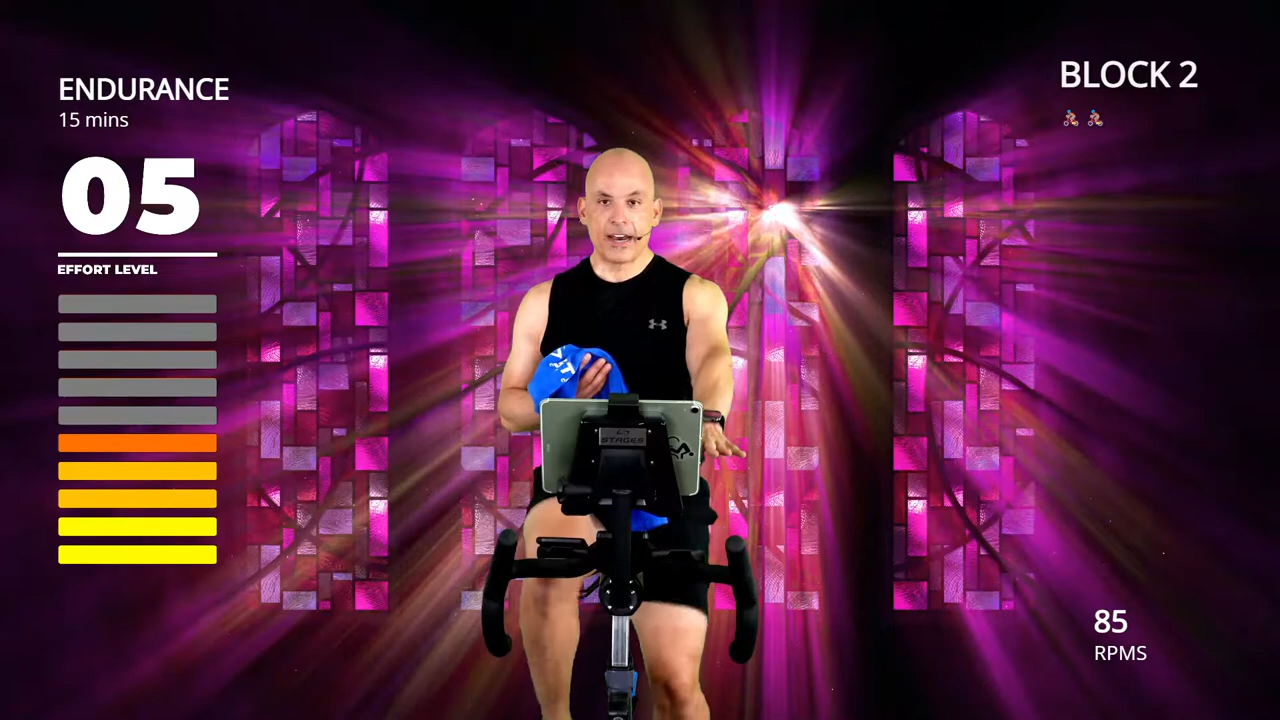 ENDURANCE
15 mins
05
EFFORT LEVEL
BLOCK 2
STAGES
85
RPMS